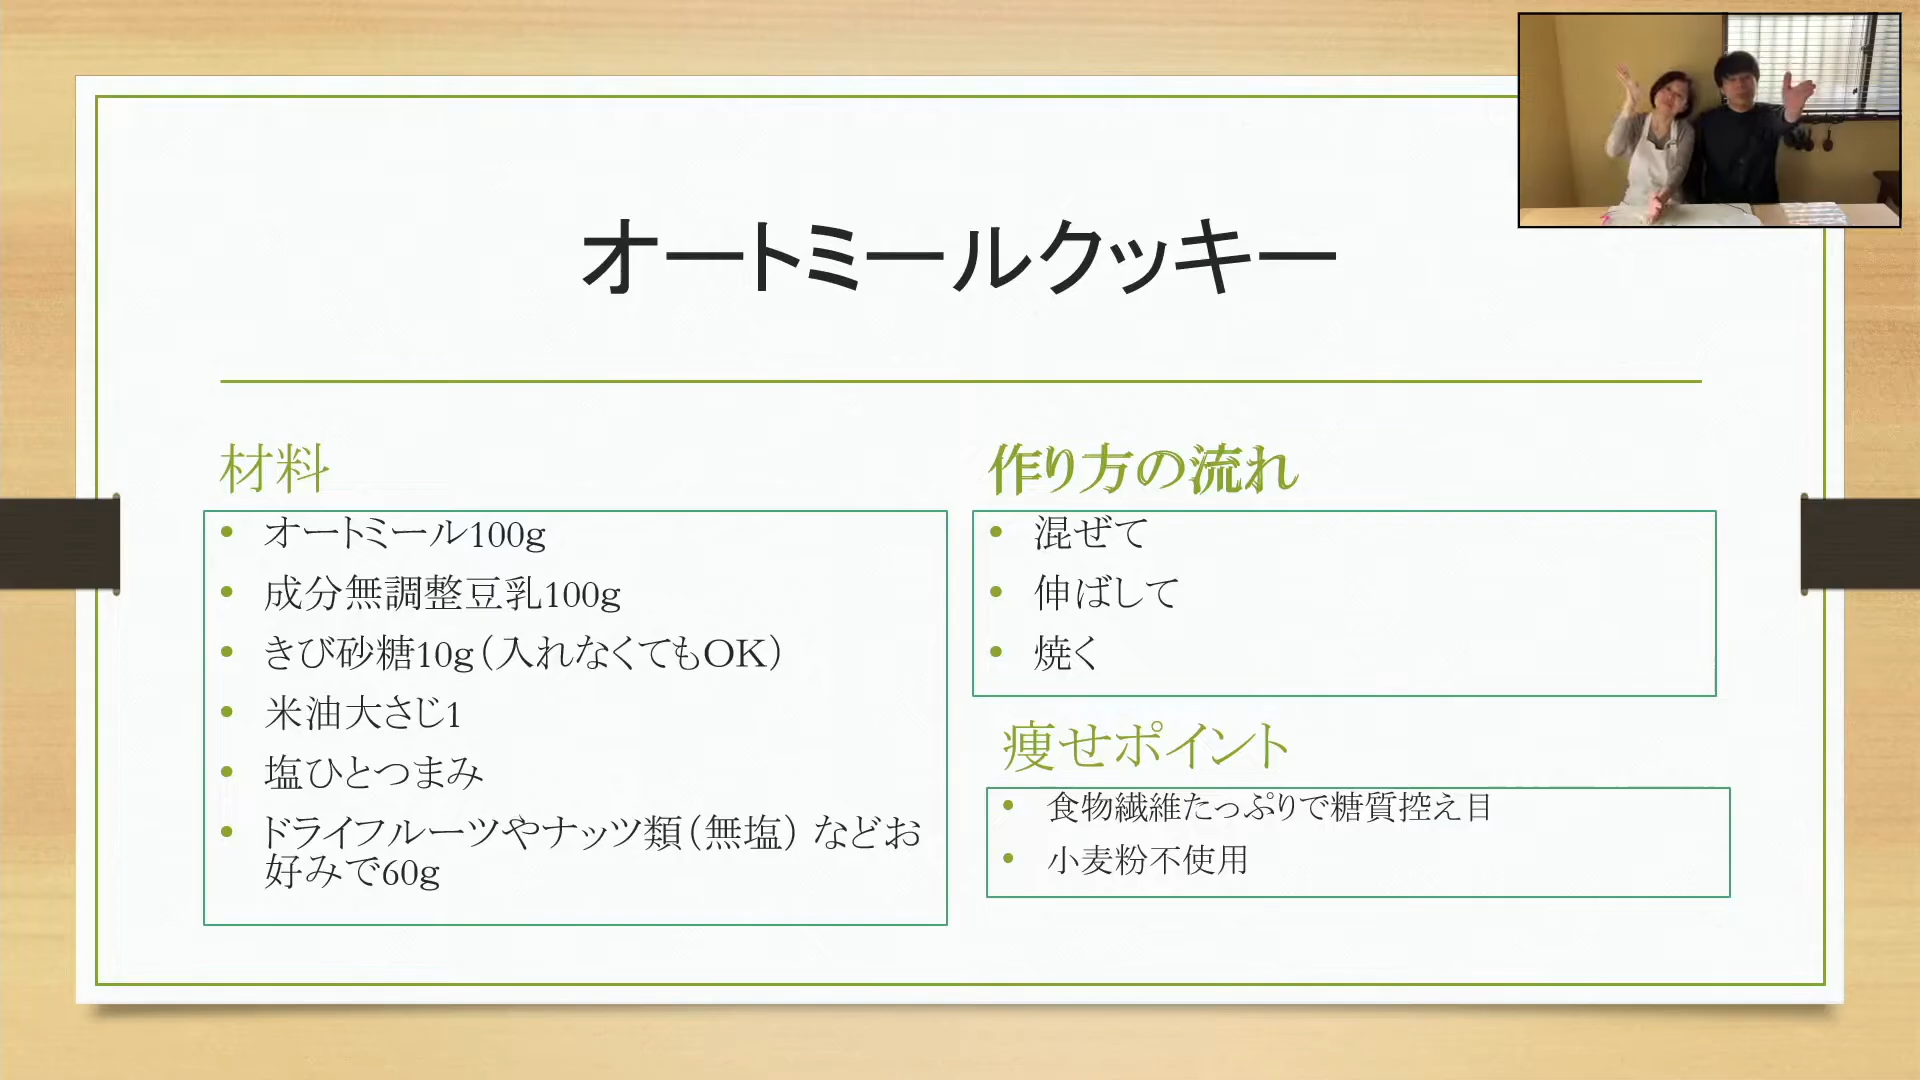 オートミールクッキー
材料
• オートミール100g
• 成分無調整豆乳100g
• きび砂糖10g（入れなくてもOK）
• 米油大さじ1
• 塩ひとつまみ
• ドライフルーツやナッツ類（無塩）などお
好みで60g
作り方の流れ
• 混ぜて
• 伸ばして
• 焼く
痩せポイント
• 食物繊維たっぷりで糖質控え目
• 小麦粉不使用